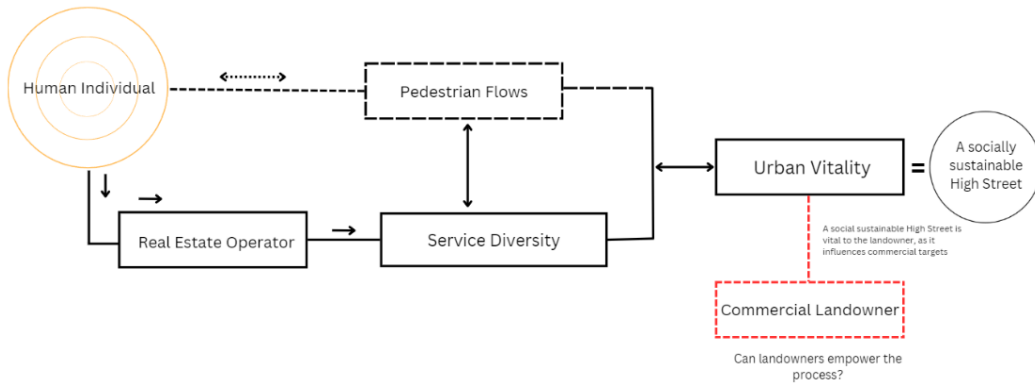 Human Individual
Pedestrian Flows
Real Estate Operator
Service Diversity
Urban Vitality
=
A socially
sustainable
High Street
A social sustainable High Street is
vital to the landowner, as it
influences commercial targets
Commercial Landowner
Can landowners empower the
process?